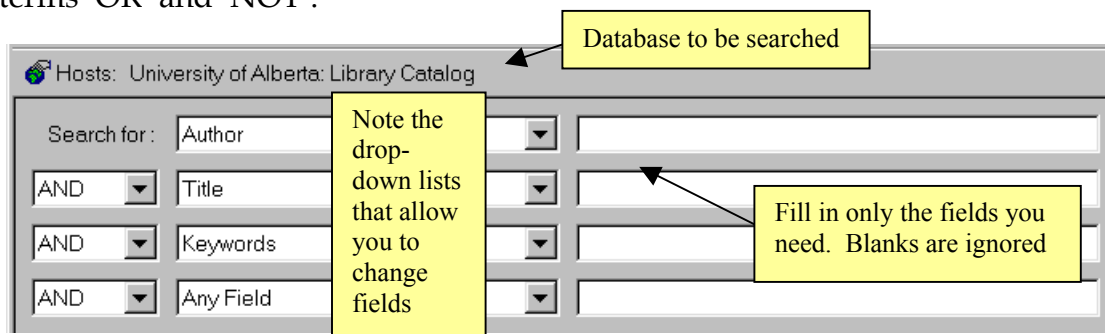 terms 'OR' and 'NOT'.
Database to be searched
Hosts: University of Alberta: Library Catalog
Search for: Author
AND Title
AND Keywords
AND Any Field
Note the
drop-
down lists
that allow
you to
change
fields
Fill in only the fields you
need. Blanks are ignored